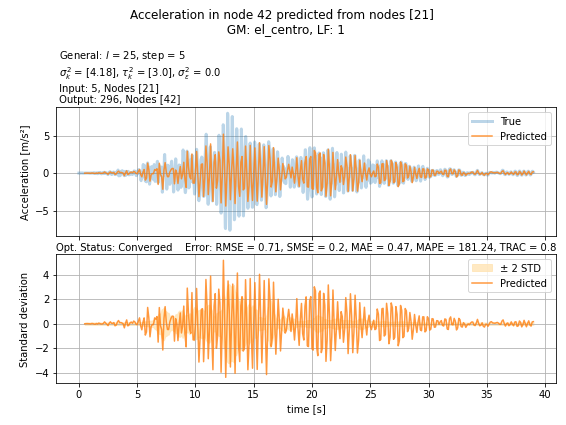 Acceleration in node 42 predicted from nodes [21]
GM: el_centro, LF: 1
General: l = 25, step = 5
σ²ₖ = [4.18], τ²ₖ = [3.0], σ²ε = 0.0
Input: 5, Nodes [21]
Output: 296, Nodes [42]
Acceleration [m/s²]
5
0
−5
True
Predicted
Opt. Status: Converged Error: RMSE = 0.71, SMSE = 0.2, MAE = 0.47, MAPE = 181.24, TRAC = 0.8
Standard deviation
4
2
0
−2
−4
± 2 STD
Predicted
0 5 10 15 20 25 30 35 40
time [s]